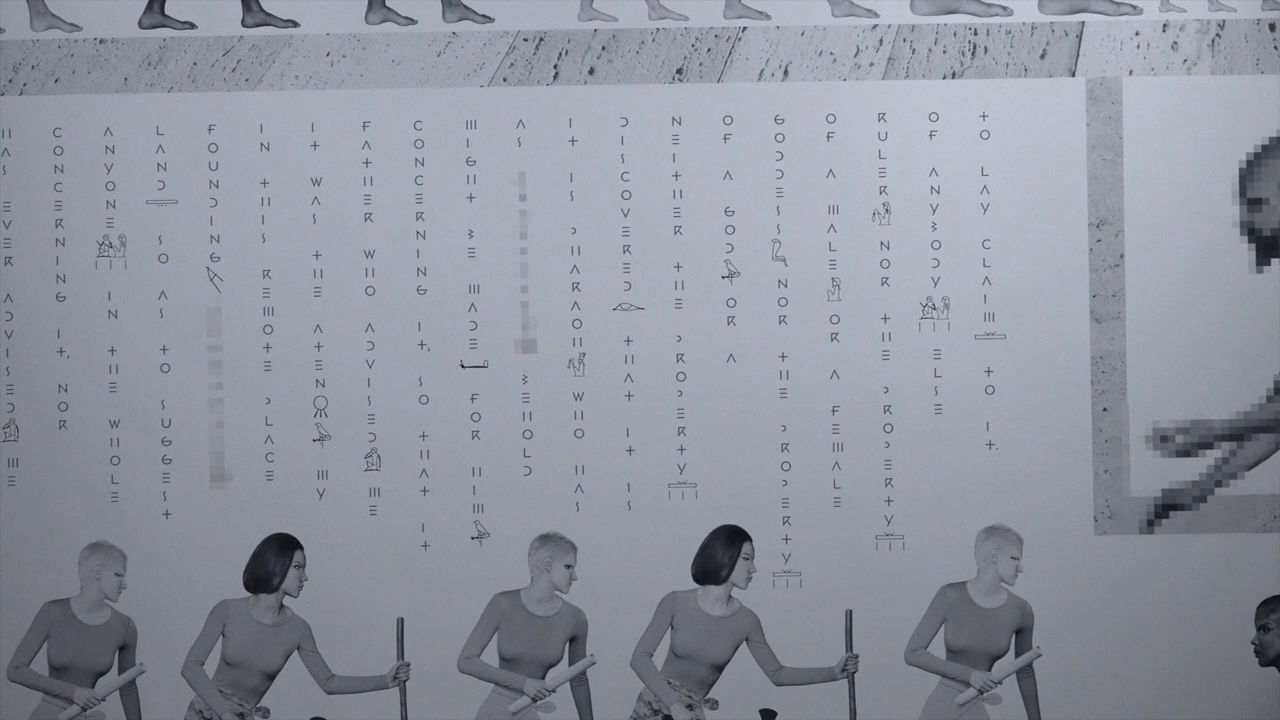 HAS EVER ADVISED ME
CONCERNING IT, NOR
ANYONE IN THE WHOLE
LAND SO AS TO SUGGEST
FOUNDING
IN THIS REMOTE PLACE
IT WAS THE ATEN MY
FATHER WHO ADVISED ME
CONCERNING IT, SO THAT IT
MIGHT BE MADE FOR HIM
AS BEHOLD
IT IS PHARAOH WHO HAS
DISCOVERED THAT IT IS
NEITHER THE PROPERTY
OF A GOD OR A
GODDESS NOR THE PROPERTY
OF A MALE OR A FEMALE
RULER NOR THE PROPERTY
OF ANYBODY ELSE
TO LAY CLAIM TO IT.